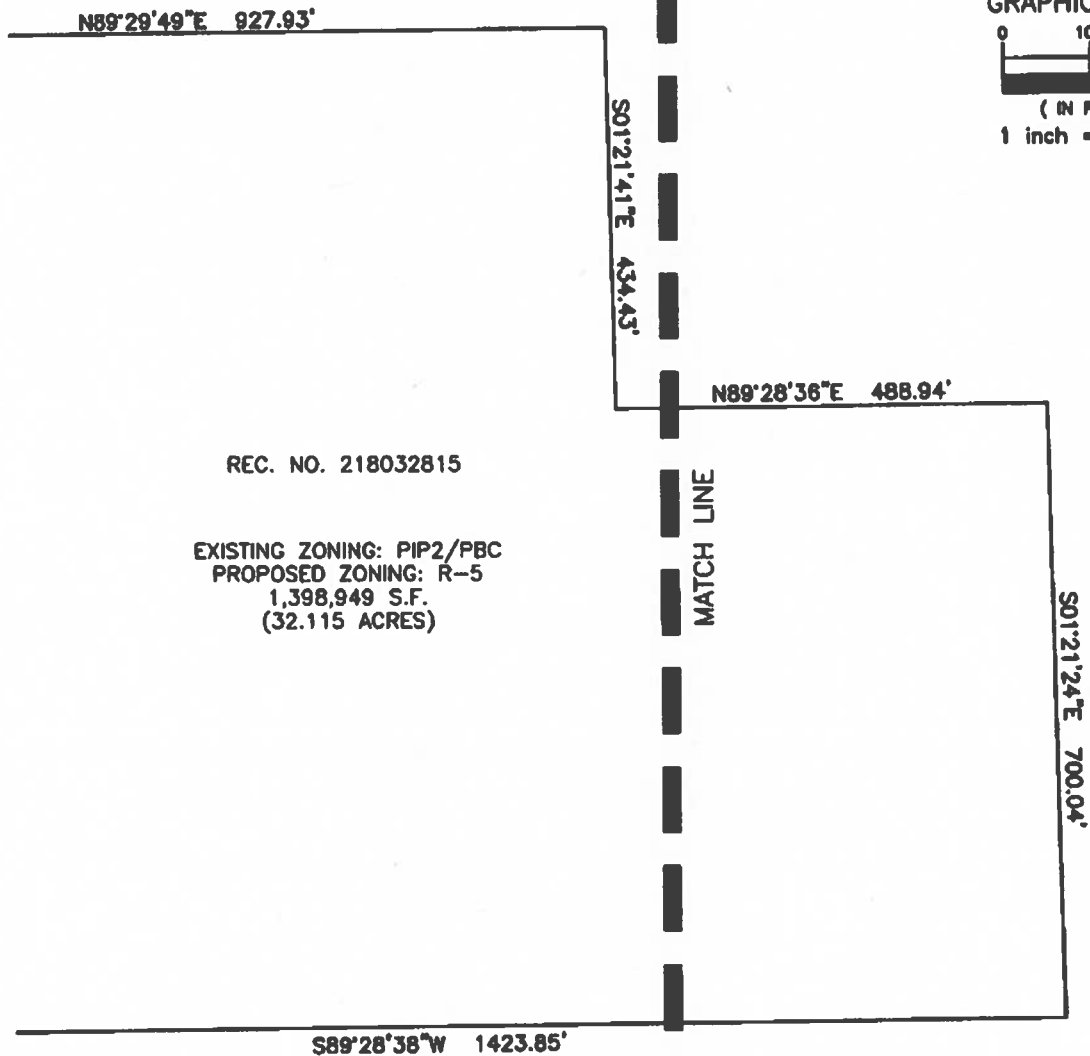 N89°29'49"E 927.93'
GRAPHIC
0 10
( IN F
1 inch =
S01°21'41"E 434.43'
N89°28'36"E 488.94'
REC. NO. 218032815
MATCH LINE
EXISTING ZONING: PIP2/PBC
PROPOSED ZONING: R-5
1,398,949 S.F.
(32.115 ACRES)
S01°21'24"E 700.04'
S89°28'38"W 1423.85'